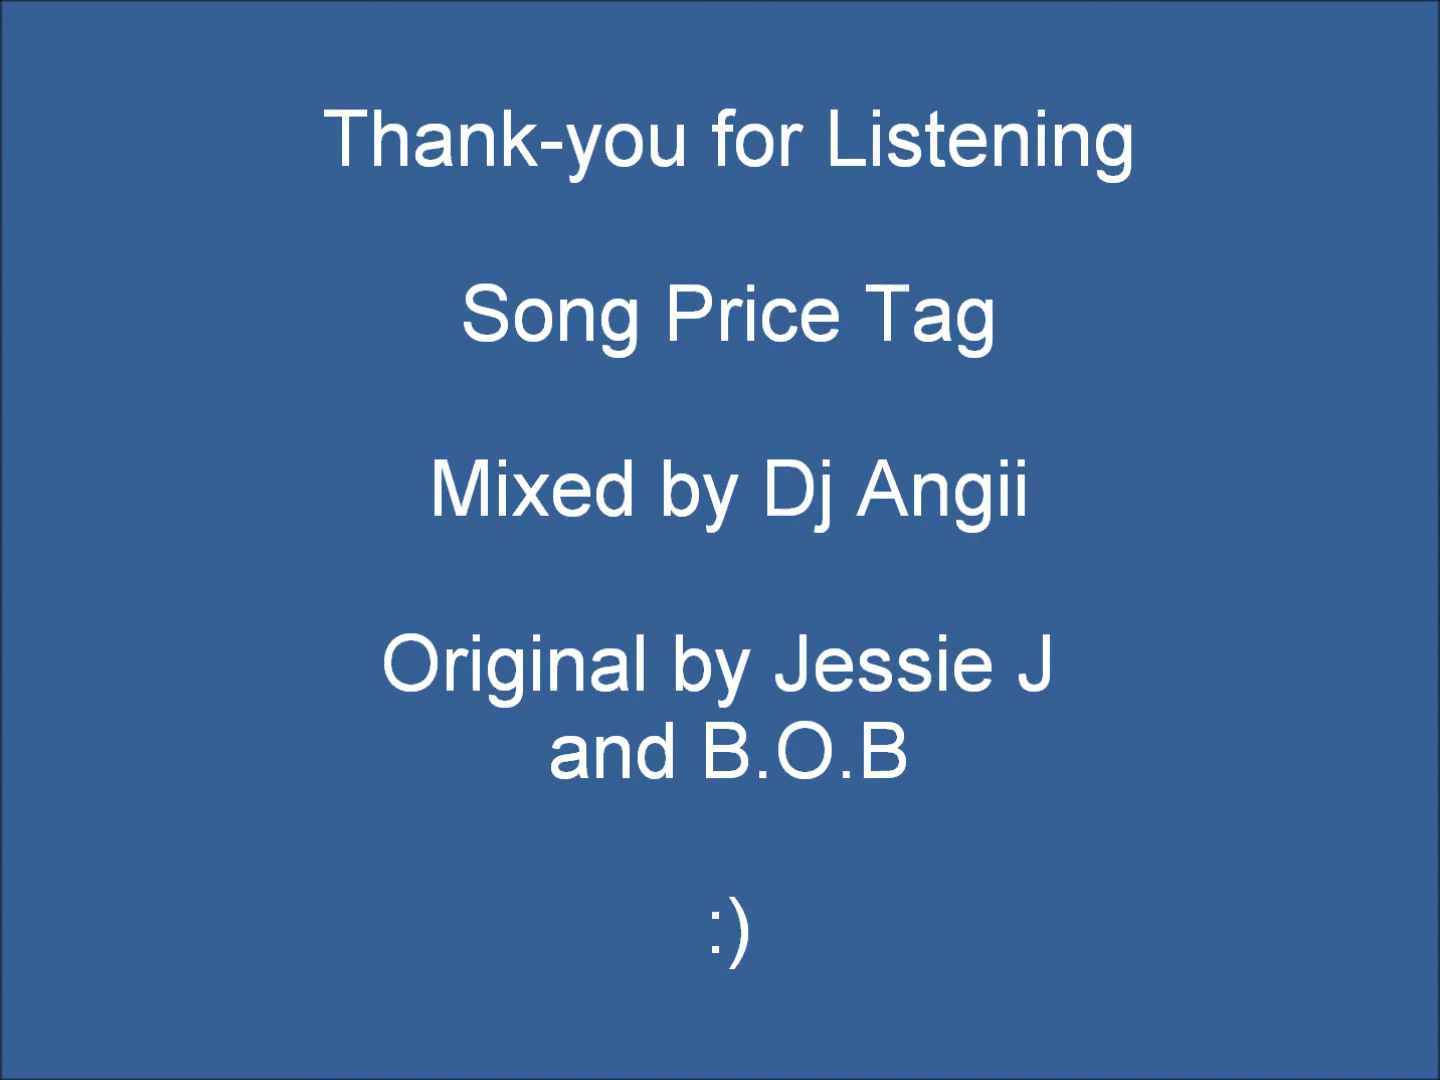 Thank-you for Listening
Song Price Tag
Mixed by Dj Angii
Original by Jessie J
and B.O.B
:)